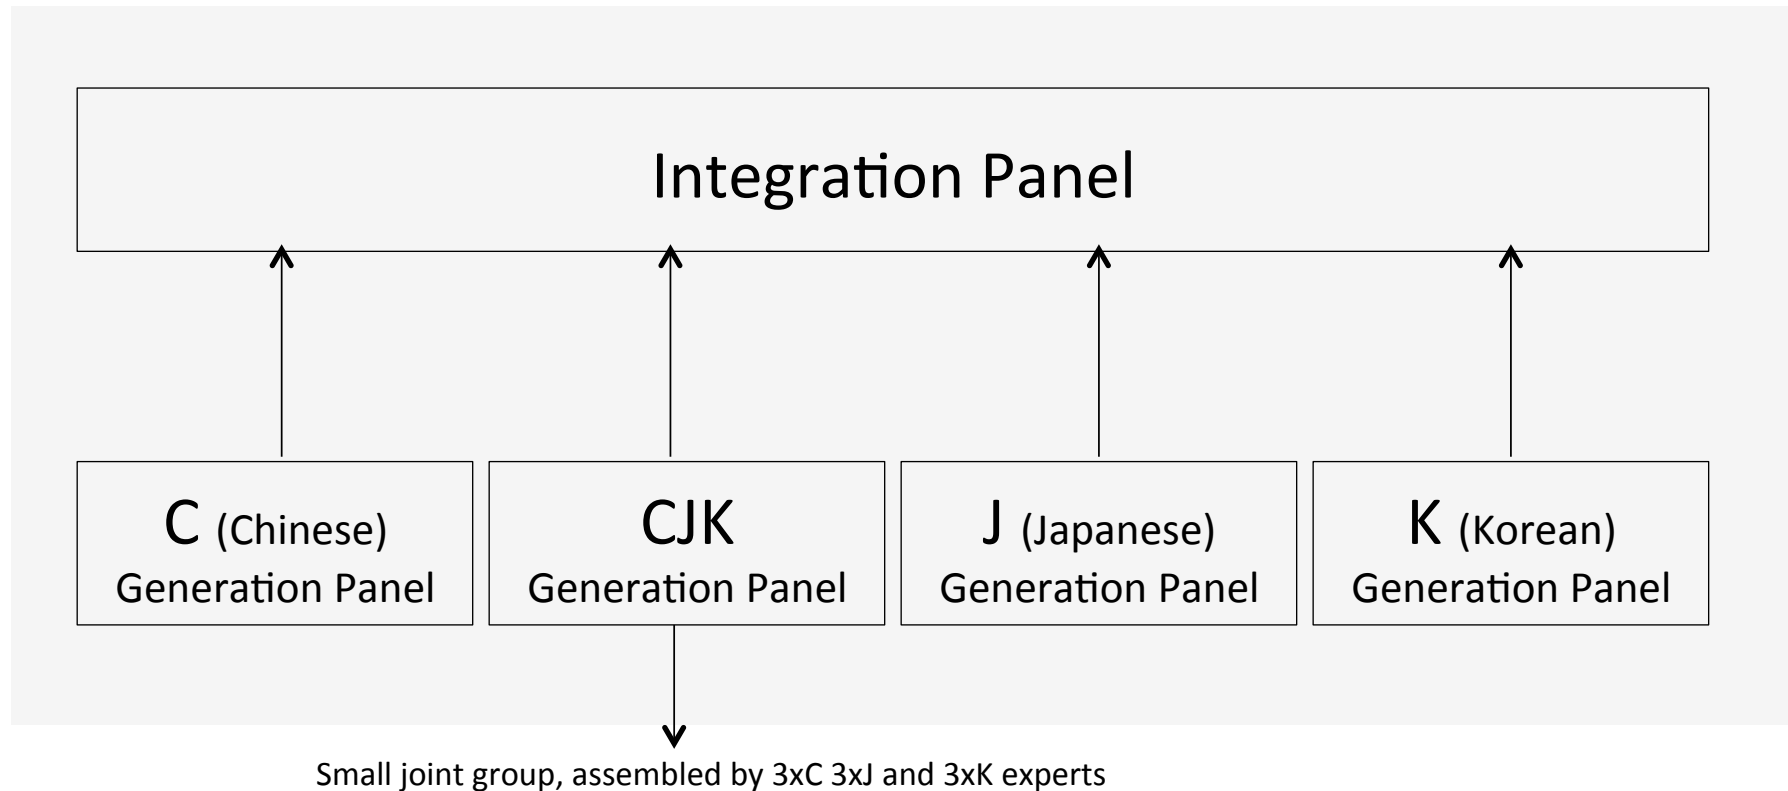 Integration Panel
C (Chinese)
Generation Panel
CJK
Generation Panel
J (Japanese)
Generation Panel
K (Korean)
Generation Panel
Small joint group, assembled by 3xC 3xJ and 3xK experts